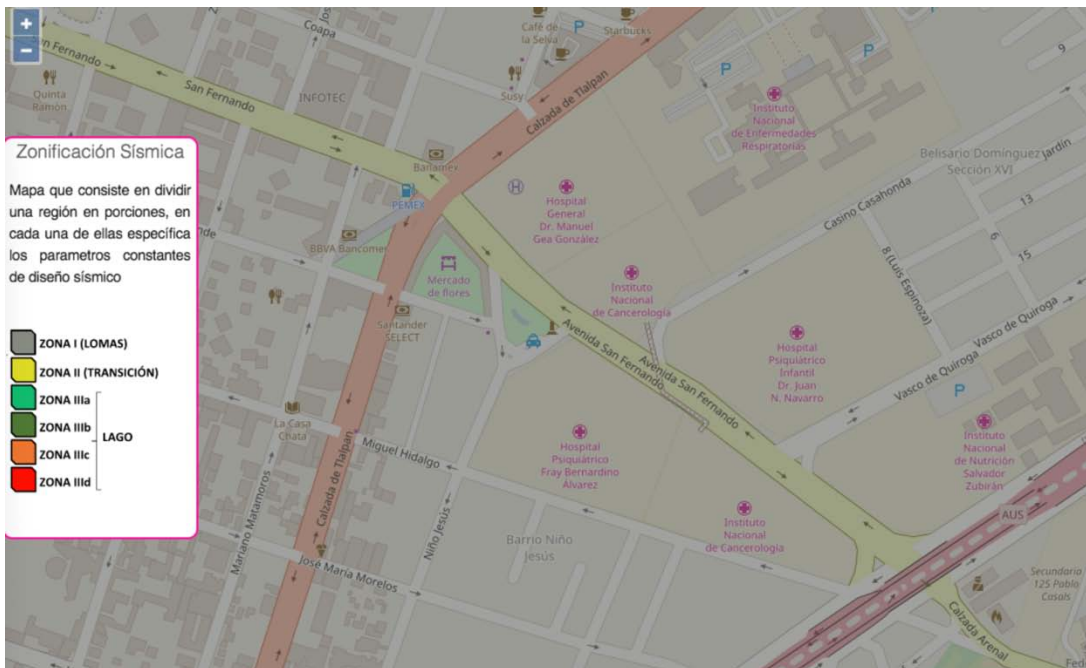 +
−
San Fernando
Coapa
Café de
la Selva
Starbucks
P
P
P
P
9
Quinta
Ramón
San Fernando
INFOTEC
Susy
Calzada de Tlalpan
Instituto
Nacional
de Enfermedades
Respiratorias
Belisario Domínguez
Sección XVI
Jardín
Zonificación Sísmica
Mapa que consiste en dividir
una región en porciones, en
cada una de ellas específica
los parametros constantes
de diseño sísmico
ZONA I (LOMAS)
ZONA II (TRANSICIÓN)
ZONA IIIa
ZONA IIIb
ZONA IIIc
ZONA IIId
LAGO
Banamex
PEMEX
H
Hospital
General
Dr. Manuel
Gea González
Casino Casahonda
13
6
15
8 (Luis Espinoza)
BBVA Bancomer
Mercado
de flores
Instituto
Nacional
de Cancerología
Santander
SELECT
Avenida San Fernando
Avenida San Fernando
Vasco de Quiroga
Vasco de Quiroga
Hospital
Psiquiátrico
Infantil
Dr. Juan
N. Navarro
P
La Casa
Chata
Miguel Hidalgo
Hospital
Psiquiátrico
Fray Bernardino
Álvarez
Instituto
Nacional
de Nutrición
Salvador
Zubirán
Mariano Matamoros
Calzada de Tlalpan
Niño Jesús
Instituto
Nacional
de Cancerología
AUS
Barrio Niño
Jesús
José María Morelos
Secundaria
125 Pablo
Casals
Calzada Arenal